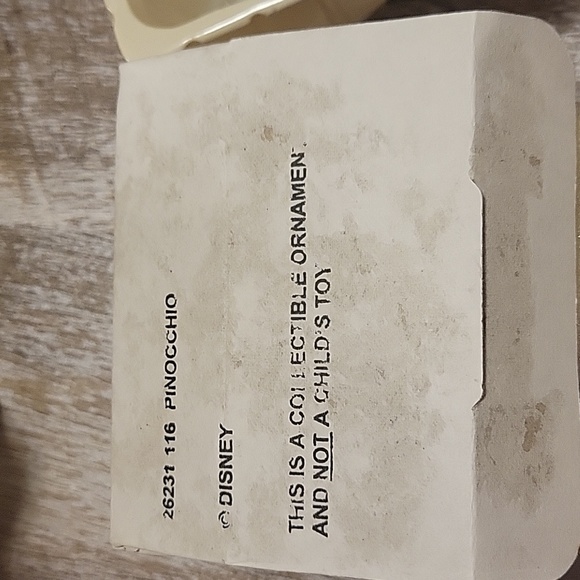 26231 116 PINOCCHIO
© DISNEY
THIS IS A COLLECTIBLE ORNAMENT.
AND NOT A CHILD'S TOY